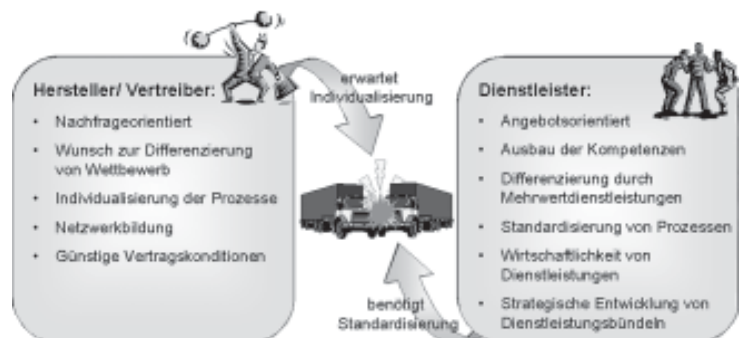 Hersteller/ Vertreiber:
• Nachfrageorientiert
• Wunsch zur Differenzierung
von Wettbewerb
• Individualisierung der Prozesse
• Netzwerkbildung
• Günstige Vertragskonditionen
erwartet
Individualisierung
benötigt
Standardisierung
Dienstleister:
• Angebotsorientiert
• Ausbau der Kompetenzen
• Differenzierung durch
Mehrwertdienstleistungen
• Standardisierung von Prozessen
• Wirtschaftlichkeit von
Dienstleistungen
• Strategische Entwicklung von
Dienstleistungsbündeln